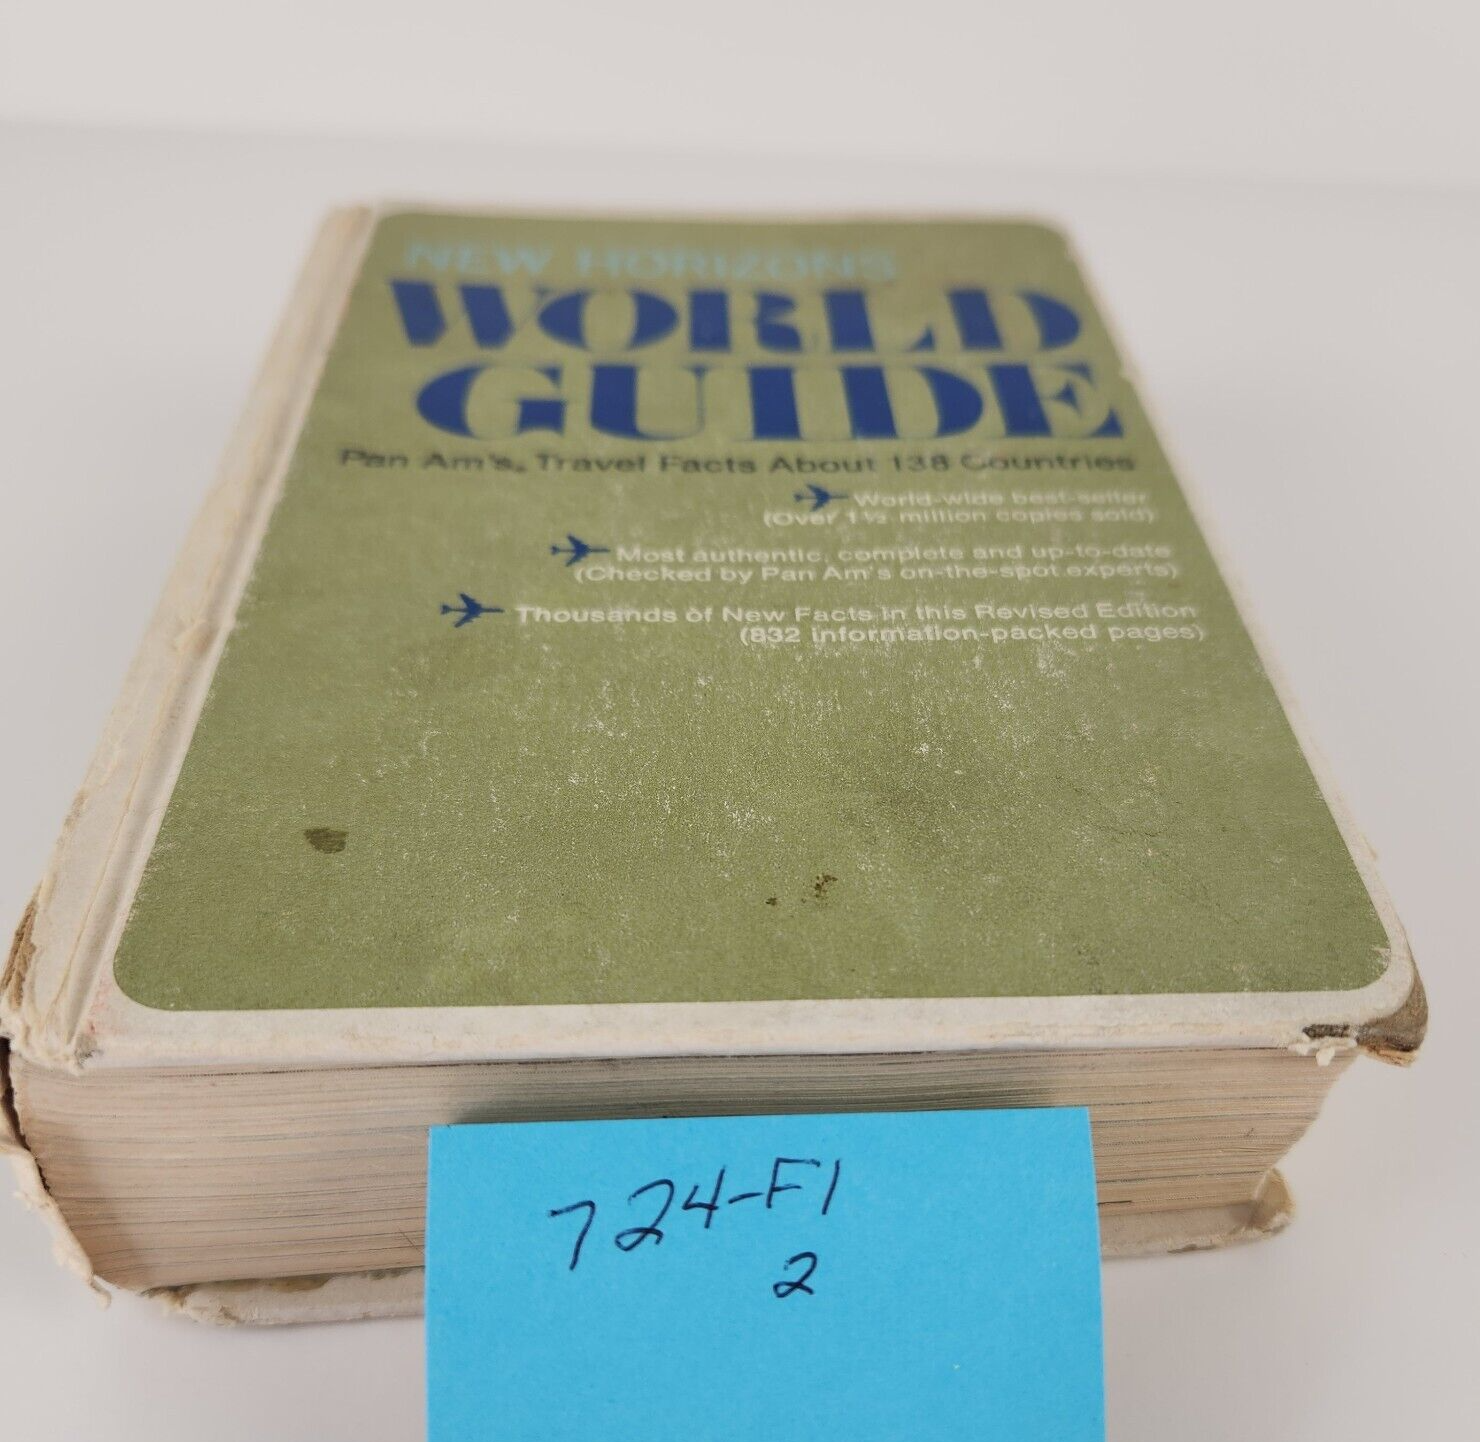 NEW HORIZONS
WORLD
GUIDE
Pan Am's. Travel Facts About 138 Countries
World-wide best-seller
(Over 1½ million copies sold)
Most authentic, complete and up-to-date
(Checked by Pan Am's on-the-spot experts)
Thousands of New Facts in this Revised Edition
(832 information-packed pages)
724-F1
2